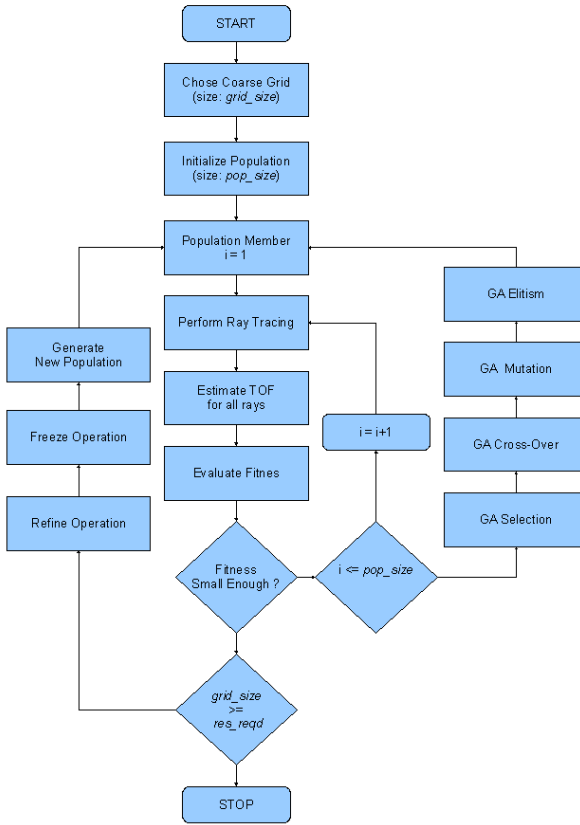 START
Chose Coarse Grid
(size: grid_size)
Initialize Population
(size: pop_size)
Population Member
i = 1
Perform Ray Tracing
Estimate TOF
for all rays
Evaluate Fitnes
Fitness
Small Enough ?
i <= pop_size
i = i+1
GA Selection
GA Cross-Over
GA Mutation
GA Elitism
grid_size
>=
res_reqd
Refine Operation
Freeze Operation
Generate
New Population
STOP